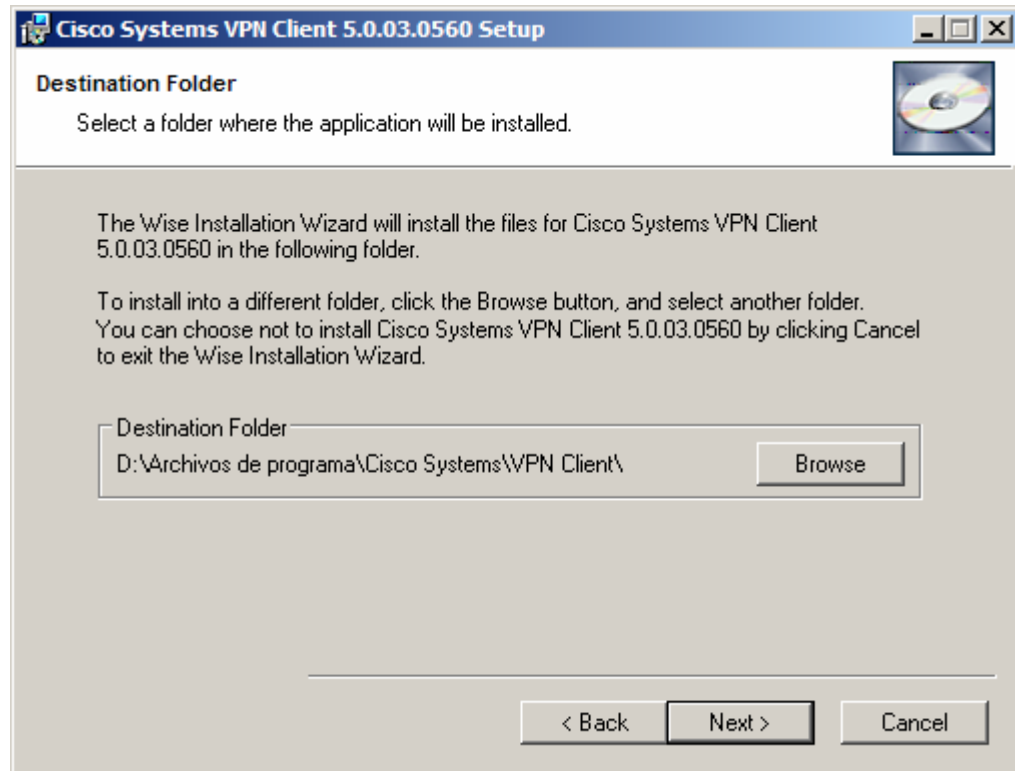 Cisco Systems VPN Client 5.0.03.0560 Setup
Destination Folder
Select a folder where the application will be installed.
The Wise Installation Wizard will install the files for Cisco Systems VPN Client
5.0.03.0560 in the following folder.
To install into a different folder, click the Browse button, and select another folder.
You can choose not to install Cisco Systems VPN Client 5.0.03.0560 by clicking Cancel
to exit the Wise Installation Wizard.
Destination Folder
D:\Archivos de programa\Cisco Systems\VPN Client\
Browse
< Back
Next >
Cancel